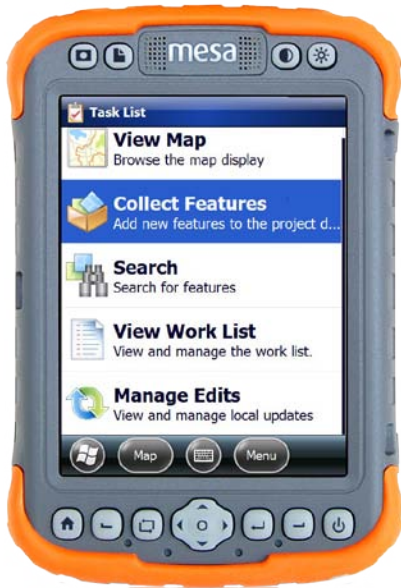 mesa
Task List
View Map
Browse the map display
Collect Features
Add new features to the project d...
Search
Search for features
View Work List
View and manage the work list.
Manage Edits
View and manage local updates
Map
Menu